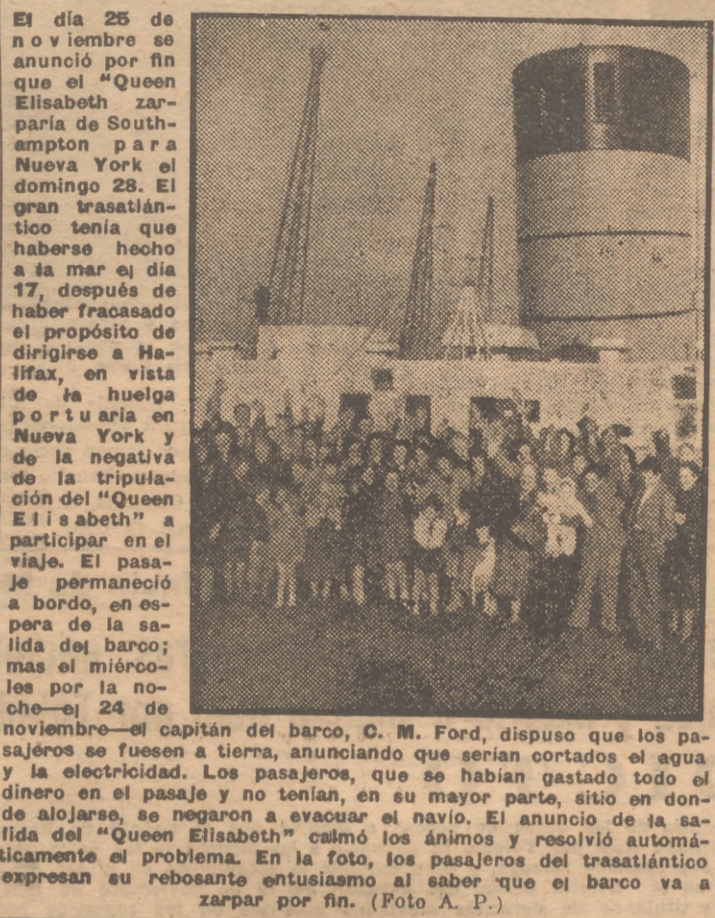 El día 25 de
noviembre se
anunció por fin
que el "Queen
Elisabeth zar-
paría de South-
ampton para
Nueva York el
domingo 28. El
gran trasatlán-
tico tenía que
haberse hecho
a la mar el día
17, después de
haber fracasado
el propósito de
dirigirse a Ha-
lifax, en vista
de la huelga
portuaria en
Nueva York y
de la negativa
de la tripula-
ción del "Queen
Elisabeth" a
participar en el
viaje. El pasa-
je permaneció
a bordo, en es-
pera de la sa-
lida del barco;
mas el miérco-
les por la no-
che—el 24 de
noviembre—el capitán del barco, C. M. Ford, dispuso que los pa-
sajeros se fuesen a tierra, anunciando que serían cortados el agua
y la electricidad. Los pasajeros, que se habían gastado todo el
dinero en el pasaje y no tenían, en su mayor parte, sitio en don-
de alojarse, se negaron a evacuar el navío. El anuncio de la sa-
lida del "Queen Elisabeth" calmó los ánimos y resolvió automá-
ticamente el problema. En la foto, los pasajeros del trasatlántico
expresan su rebosante entusiasmo al saber que el barco va a
zarpar por fin. (Foto A. P.)